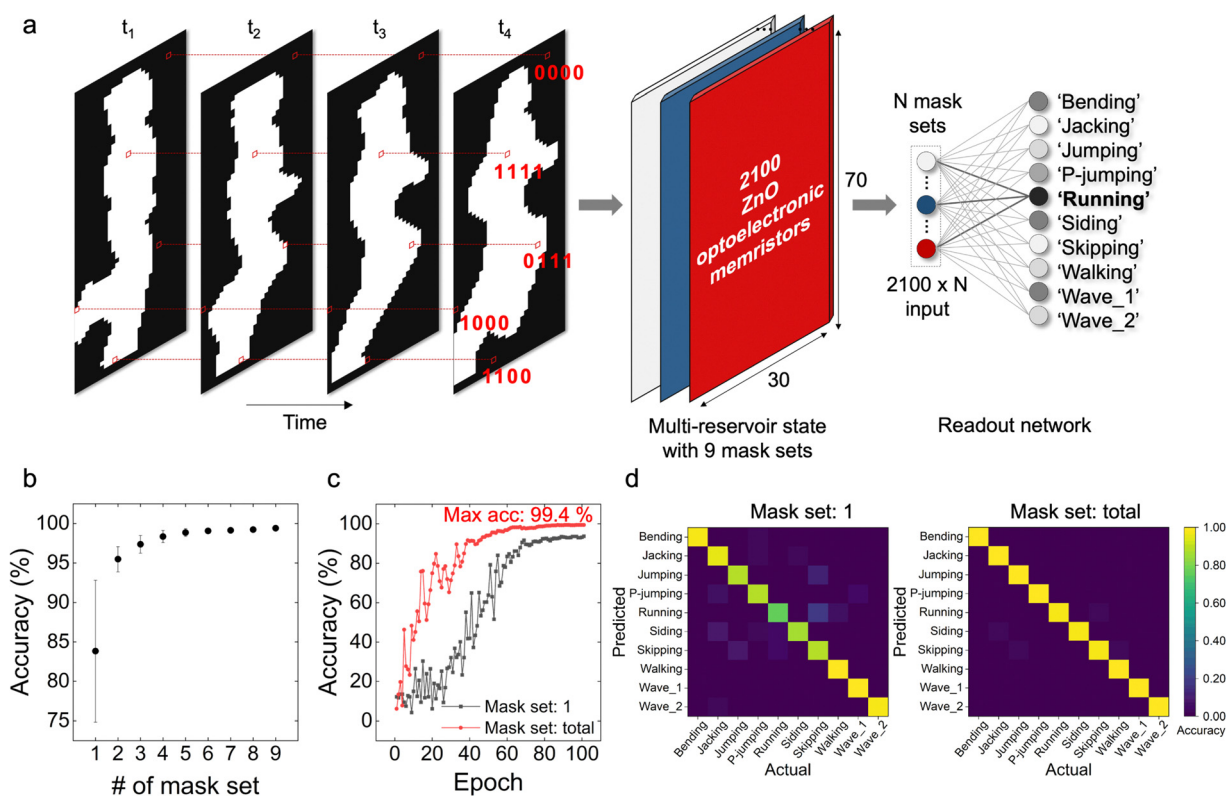 a
t1
t2
t3
t4
0000
1111
0111
1000
1100
Time
2100
ZnO
optoelectronic
memristors
70
30
Multi-reservoir state
with 9 mask sets
N mask
sets
2100 x N
input
'Bending'
'Jacking'
'Jumping'
'P-jumping'
'Running'
'Siding'
'Skipping'
'Walking'
'Wave_1'
'Wave_2'
Readout network
b
Accuracy (%)
100
95
90
85
84
80
75
1 2 3 4 5 6 7 8 9
# of mask set
c
Max acc: 99.4 %
Accuracy (%)
100
80
60
40
20
0
Mask set: 1
Mask set: total
0 20 40 60 80 100
Epoch
d
Mask set: 1
Predicted
Bending
Jacking
Jumping
P-jumping
Running
Siding
Skipping
Walking
Wave_1
Wave_2
Bending
Jacking
Jumping
P-jumping
Running
Siding
Skipping
Walking
Wave_1
Wave_2
Actual
Mask set: total
Predicted
Bending
Jacking
Jumping
P-jumping
Running
Siding
Skipping
Walking
Wave_1
Wave_2
Bending
Jacking
Jumping
P-jumping
Running
Siding
Skipping
Walking
Wave_1
Wave_2
Actual
1.00
0.80
0.60
0.40
0.20
0.00
Accuracy